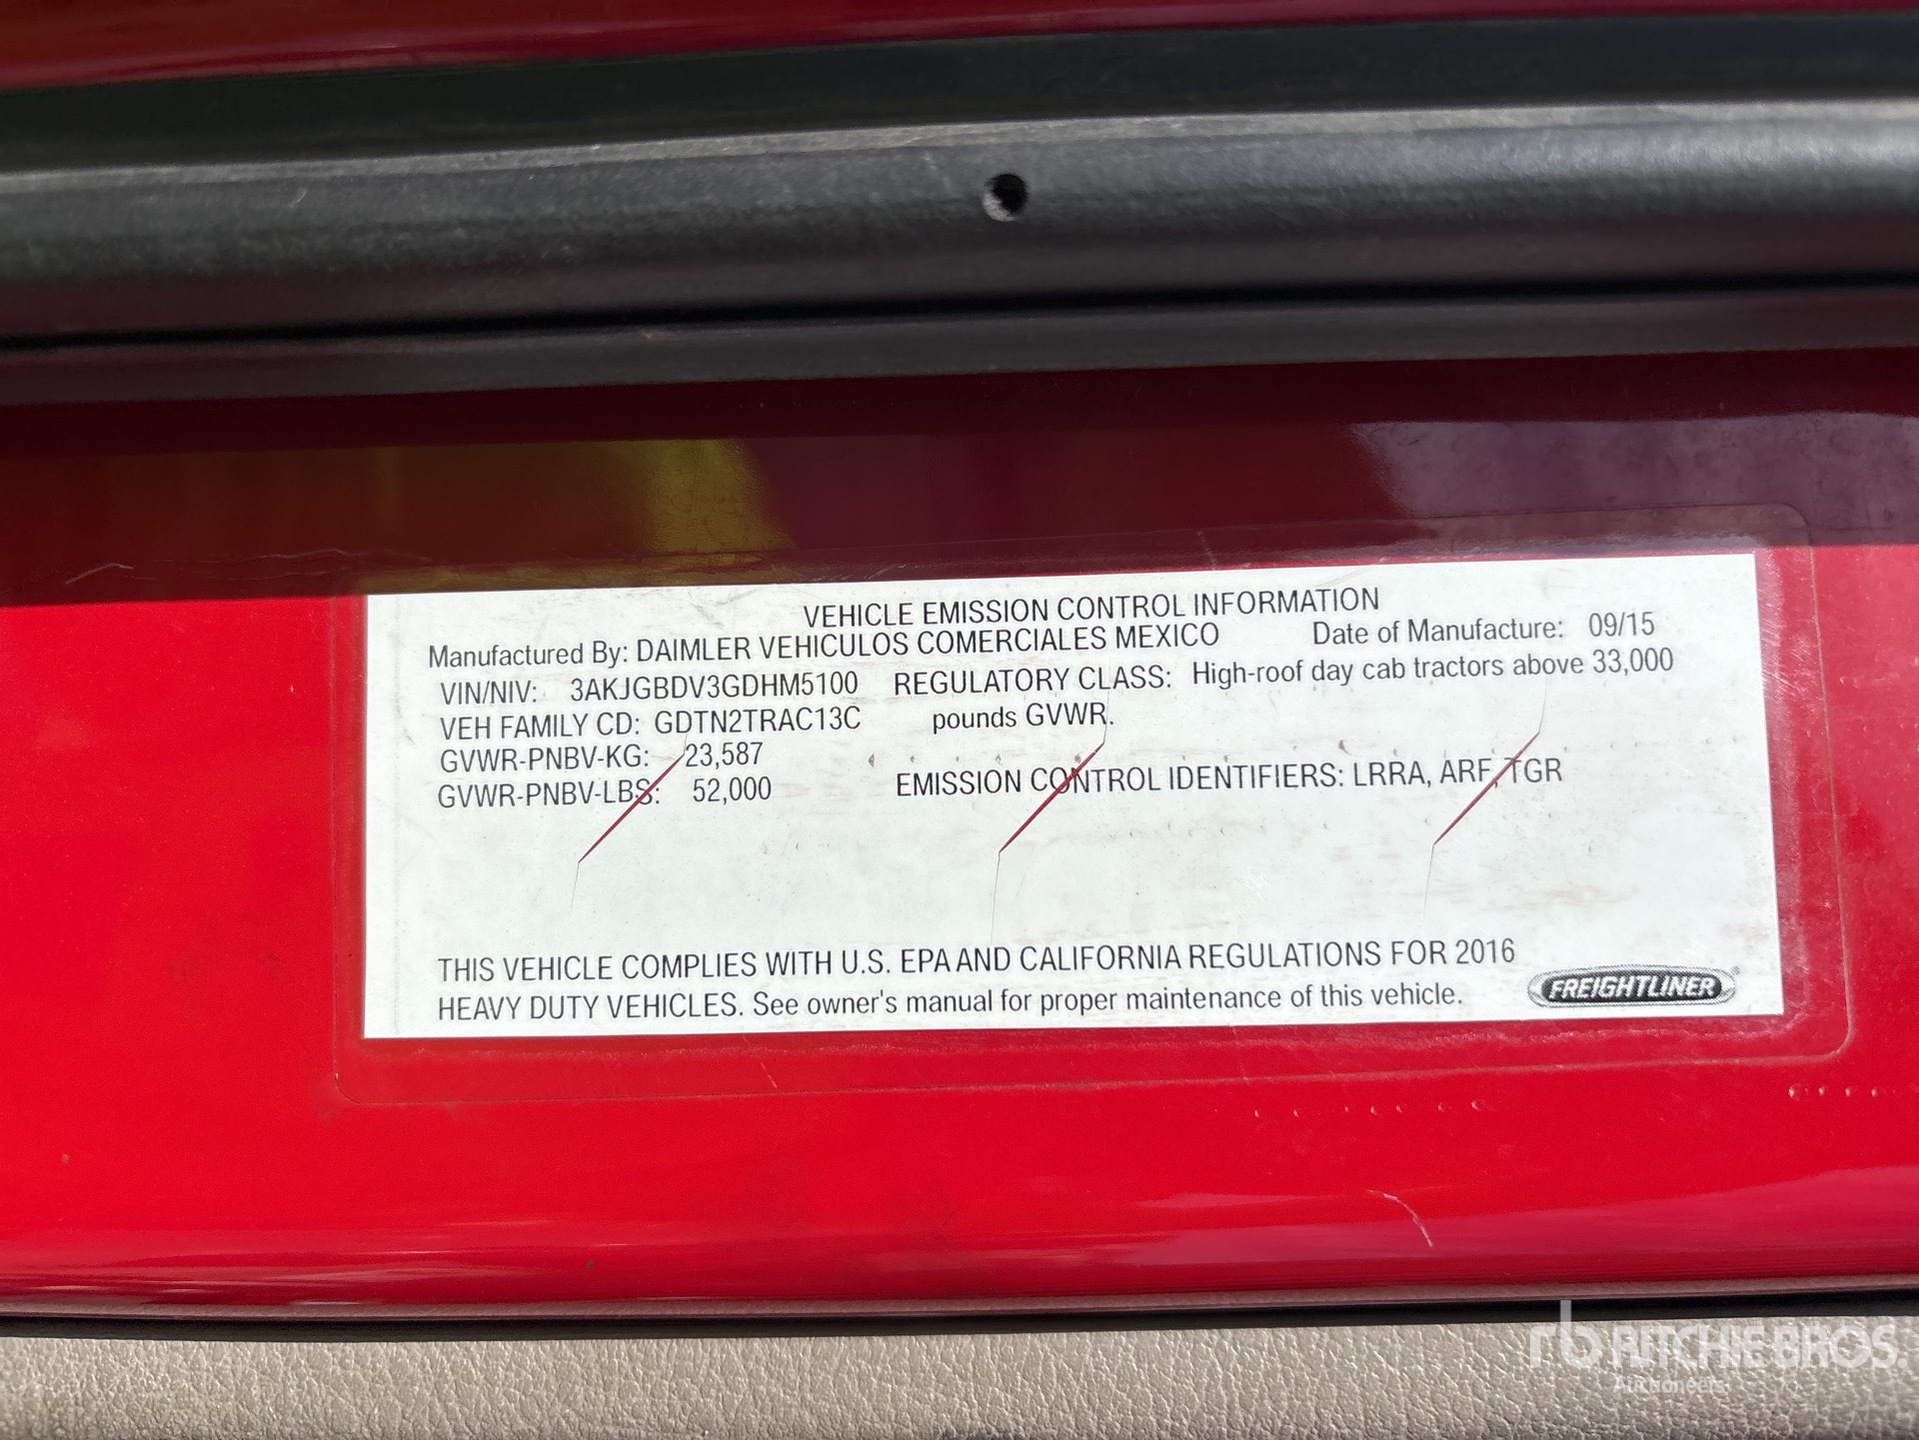 VEHICLE EMISSION CONTROL INFORMATION
Manufactured By: DAIMLER VEHICULOS COMERCIALES MEXICO Date of Manufacture: 09/15
VIN/NIV: 3AKJGBDV3GDHM5100 REGULATORY CLASS: High-roof day cab tractors above 33,000
VEH FAMILY CD: GDTN2TRAC13C pounds GVWR.
GVWR-PNBV-KG: 23,587
GVWR-PNBV-LBS: 52,000 EMISSION CONTROL IDENTIFIERS: LRRA, ARF, TGR
THIS VEHICLE COMPLIES WITH U.S. EPA AND CALIFORNIA REGULATIONS FOR 2016
HEAVY DUTY VEHICLES. See owner's manual for proper maintenance of this vehicle.
FREIGHTLINER
rb RITCHIE BROS.
Auctioneers